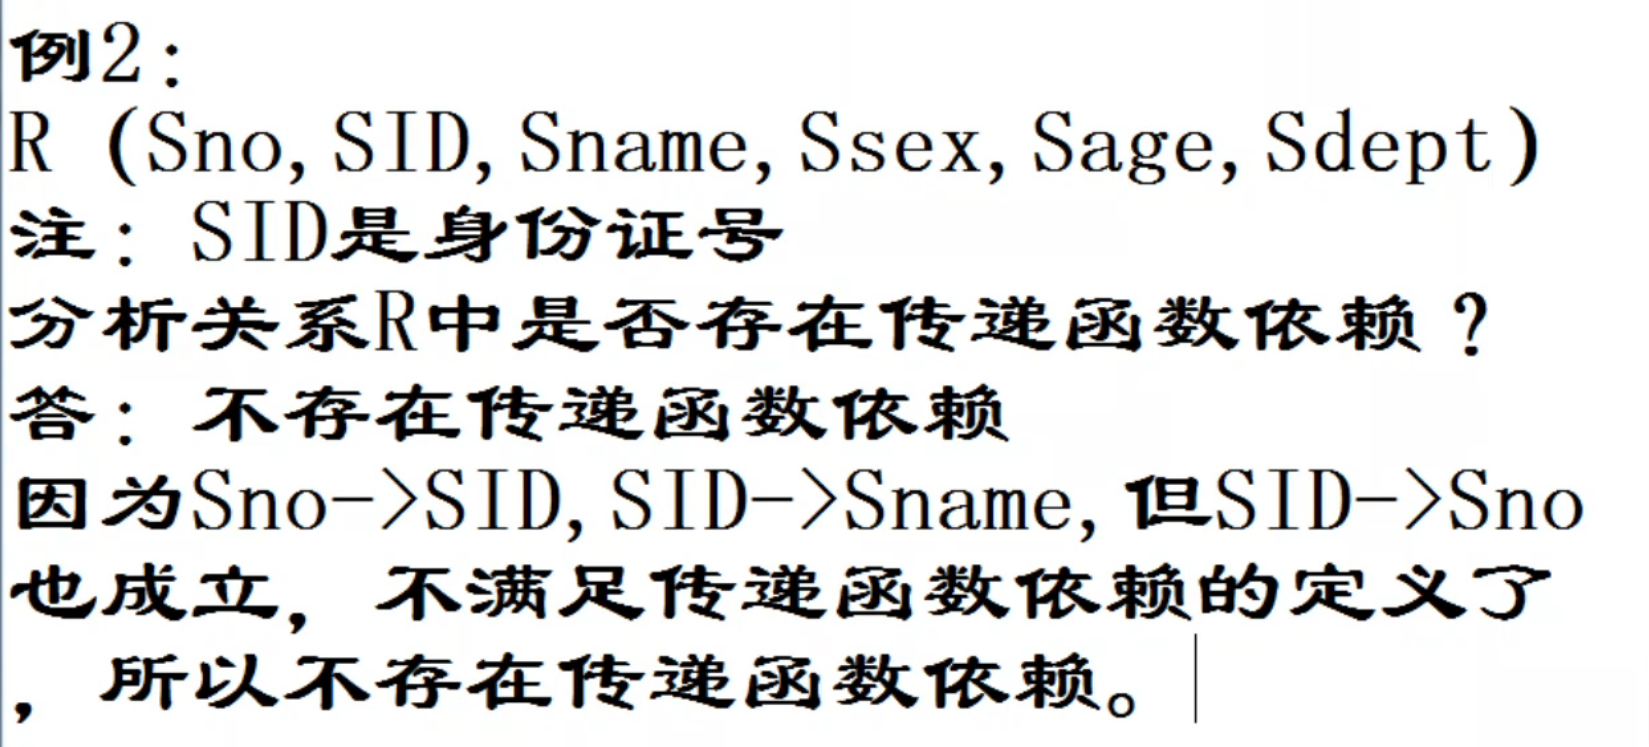 例2：
R (Sno,SID,Sname,Ssex,Sage,Sdept)
注：SID是身份证号
分析关系R中是否存在传递函数依赖？
答：不存在传递函数依赖
因为Sno->SID,SID->Sname,但SID->Sno
也成立，不满足传递函数依赖的定义了
，所以不存在传递函数依赖。